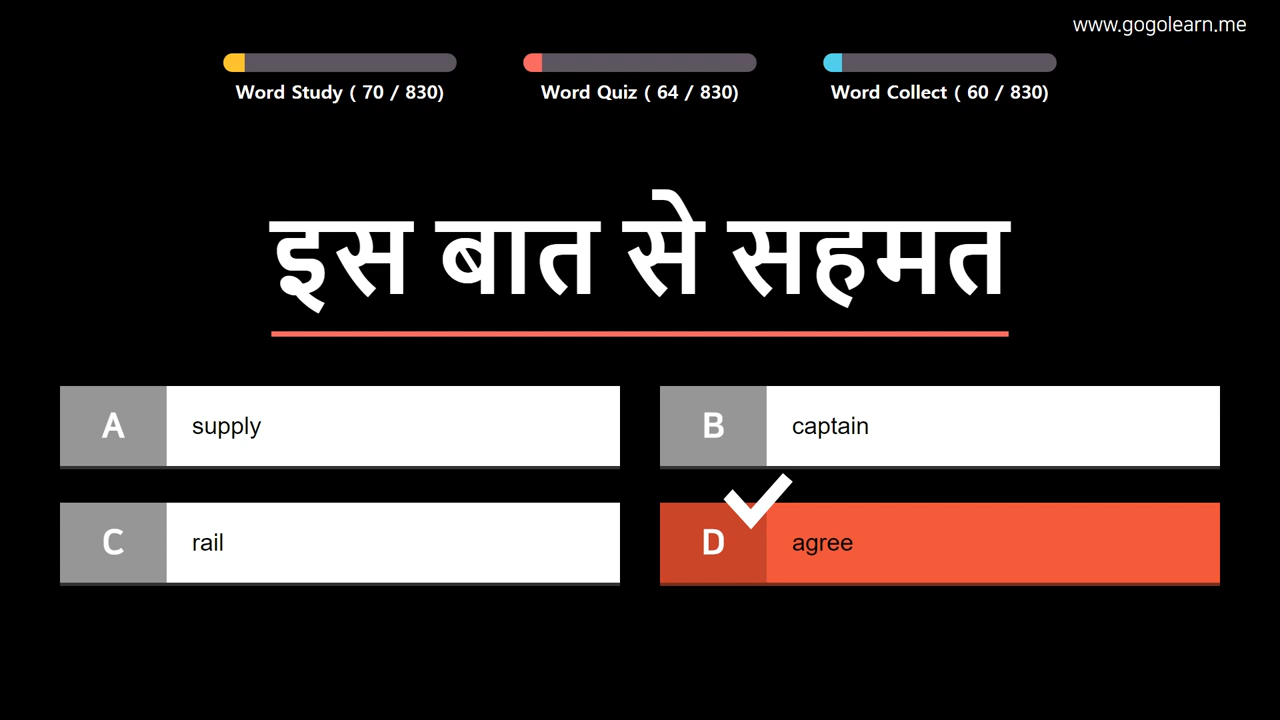 www.gogolearn.me
Word Study ( 70 / 830)
Word Quiz ( 64 / 830)
Word Collect ( 60 / 830)
इस बात से सहमत
A supply
B captain
C rail
D agree